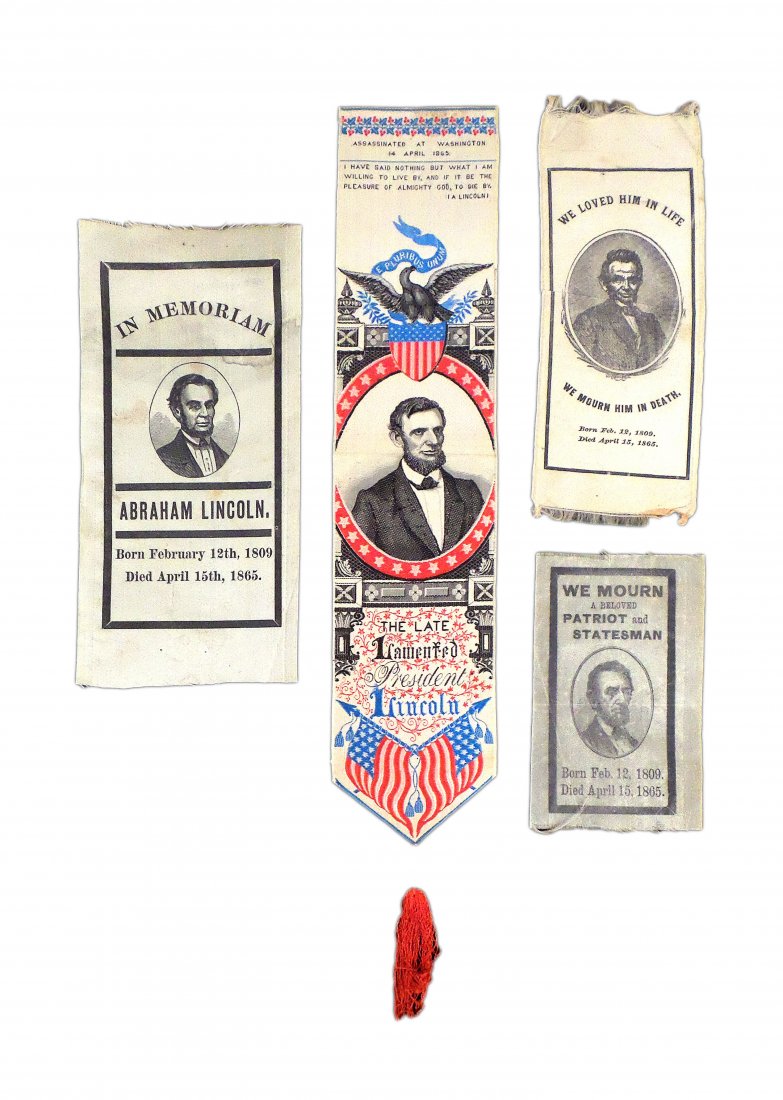 IN MEMORIAM
ABRAHAM LINCOLN.
Born February 12th, 1809
Died April 15th, 1865.
ASSASSINATED AT WASHINGTON
14 APRIL 1865.
I HAVE SAID NOTHING BUT WHAT I AM
WILLING TO LIVE BY, AND IF IT BE THE
PLEASURE OF ALMIGHTY GOD, TO DIE BY.
(A LINCOLN)
E PLURIBUS UNUM
THE LATE
Lamented
President
Lincoln
WE LOVED HIM IN LIFE
WE MOURN HIM IN DEATH.
Born Feb. 12, 1809.
Died April 15, 1865.
WE MOURN
A BELOVED
PATRIOT and
STATESMAN
Born Feb. 12, 1809.
Died April 15, 1865.